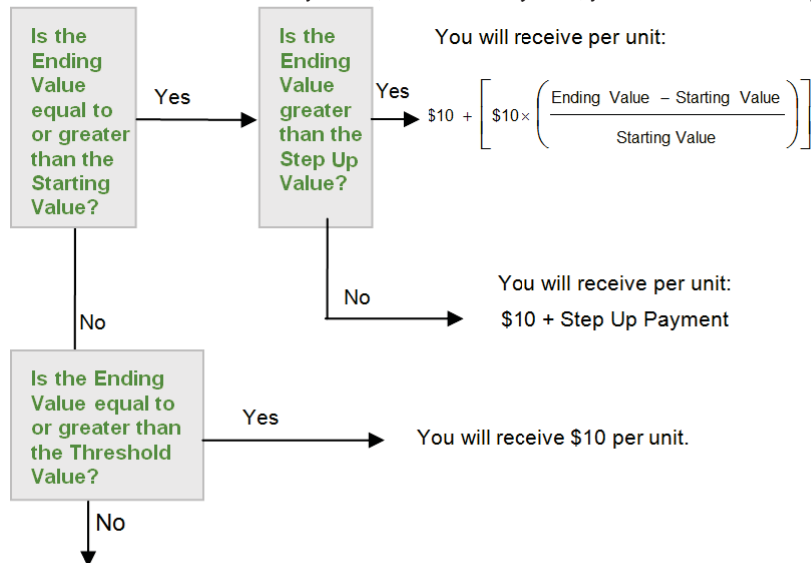 Is the
Ending
Value
equal to
or greater
than the
Starting
Value?
Yes
Is the
Ending
Value
greater
than the
Step Up
Value?
Yes
You will receive per unit:
$10 + [ $10 × ( Ending Value – Starting Value
Starting Value ) ]
No
You will receive per unit:
$10 + Step Up Payment
No
Is the Ending
Value equal to
or greater than
the Threshold
Value?
Yes
You will receive $10 per unit.
No